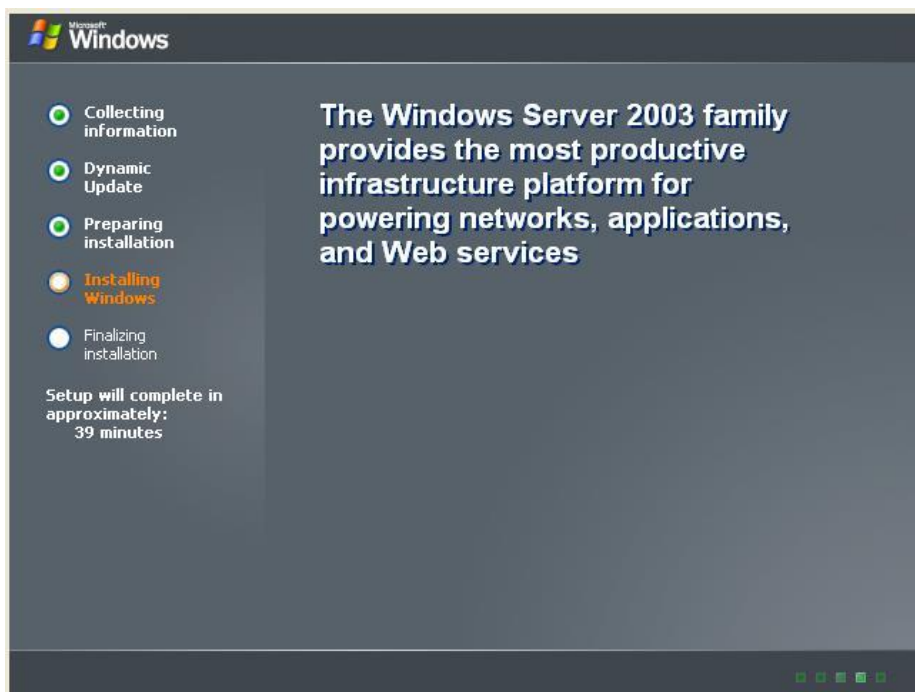 Microsoft
Windows
Collecting
information
Dynamic
Update
Preparing
installation
Installing
Windows
Finalizing
installation
Setup will complete in
approximately:
39 minutes
The Windows Server 2003 family
provides the most productive
infrastructure platform for
powering networks, applications,
and Web services